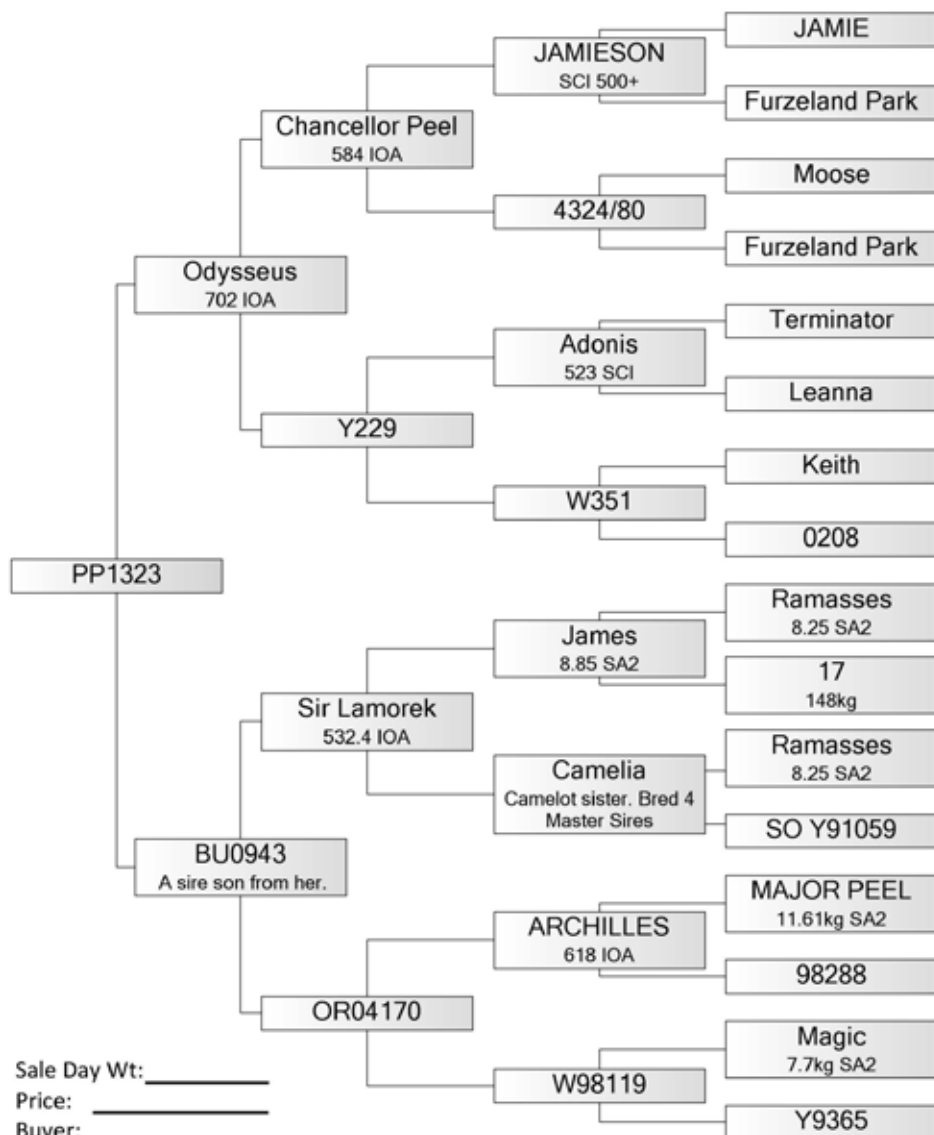 JAMIE
JAMIESON
SCI 500+
Furzeland Park
Chancellor Peel
584 IOA
Moose
4324/80
Furzeland Park
Odysseus
702 IOA
Terminator
Adonis
523 SCI
Leanna
Y229
Keith
W351
0208
PP1323
Ramasses
8.25 SA2
James
8.85 SA2
17
148kg
Sir Lamorek
532.4 IOA
Ramasses
8.25 SA2
Camelia
Camelot sister. Bred 4
Master Sires
SO Y91059
BU0943
A sire son from her.
MAJOR PEEL
11.61kg SA2
ARCHILLES
618 IOA
98288
OR04170
Magic
7.7kg SA2
W98119
Y9365
Sale Day Wt:
Price:
Buyer: